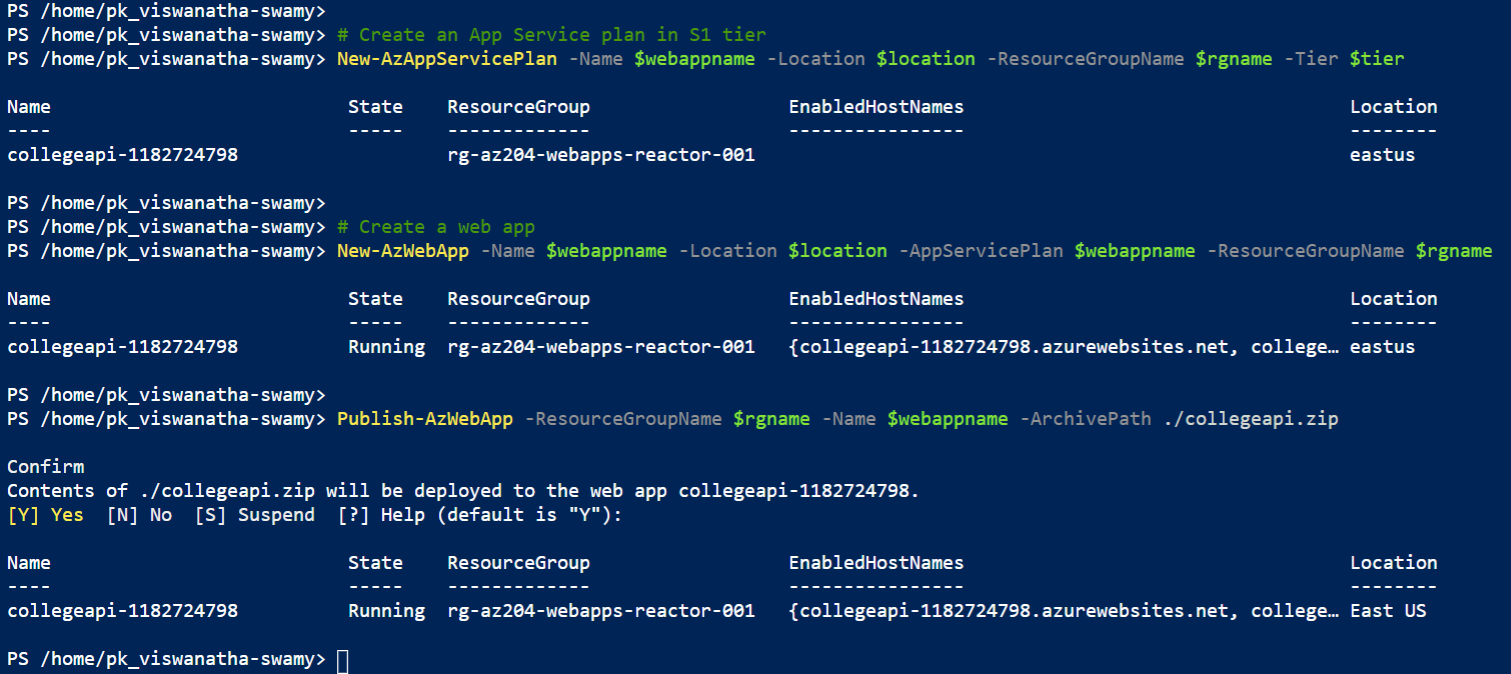 PS /home/pk_viswanatha-swamy>
PS /home/pk_viswanatha-swamy> # Create an App Service plan in S1 tier
PS /home/pk_viswanatha-swamy> New-AzAppServicePlan -Name $webappname -Location $location -ResourceGroupName $rgname -Tier $tier
Name State ResourceGroup EnabledHostNames Location
---- ----- ------------- ---------------- --------
collegeapi-1182724798 rg-az204-webapps-reactor-001 eastus
PS /home/pk_viswanatha-swamy>
PS /home/pk_viswanatha-swamy> # Create a web app
PS /home/pk_viswanatha-swamy> New-AzWebApp -Name $webappname -Location $location -AppServicePlan $webappname -ResourceGroupName $rgname
Name State ResourceGroup EnabledHostNames Location
---- ----- ------------- ---------------- --------
collegeapi-1182724798 Running rg-az204-webapps-reactor-001 {collegeapi-1182724798.azurewebsites.net, college… eastus
PS /home/pk_viswanatha-swamy>
PS /home/pk_viswanatha-swamy> Publish-AzWebApp -ResourceGroupName $rgname -Name $webappname -ArchivePath ./collegeapi.zip
Confirm
Contents of ./collegeapi.zip will be deployed to the web app collegeapi-1182724798.
[Y] Yes [N] No [S] Suspend [?] Help (default is "Y"):
Name State ResourceGroup EnabledHostNames Location
---- ----- ------------- ---------------- --------
collegeapi-1182724798 Running rg-az204-webapps-reactor-001 {collegeapi-1182724798.azurewebsites.net, college… East US
PS /home/pk_viswanatha-swamy>